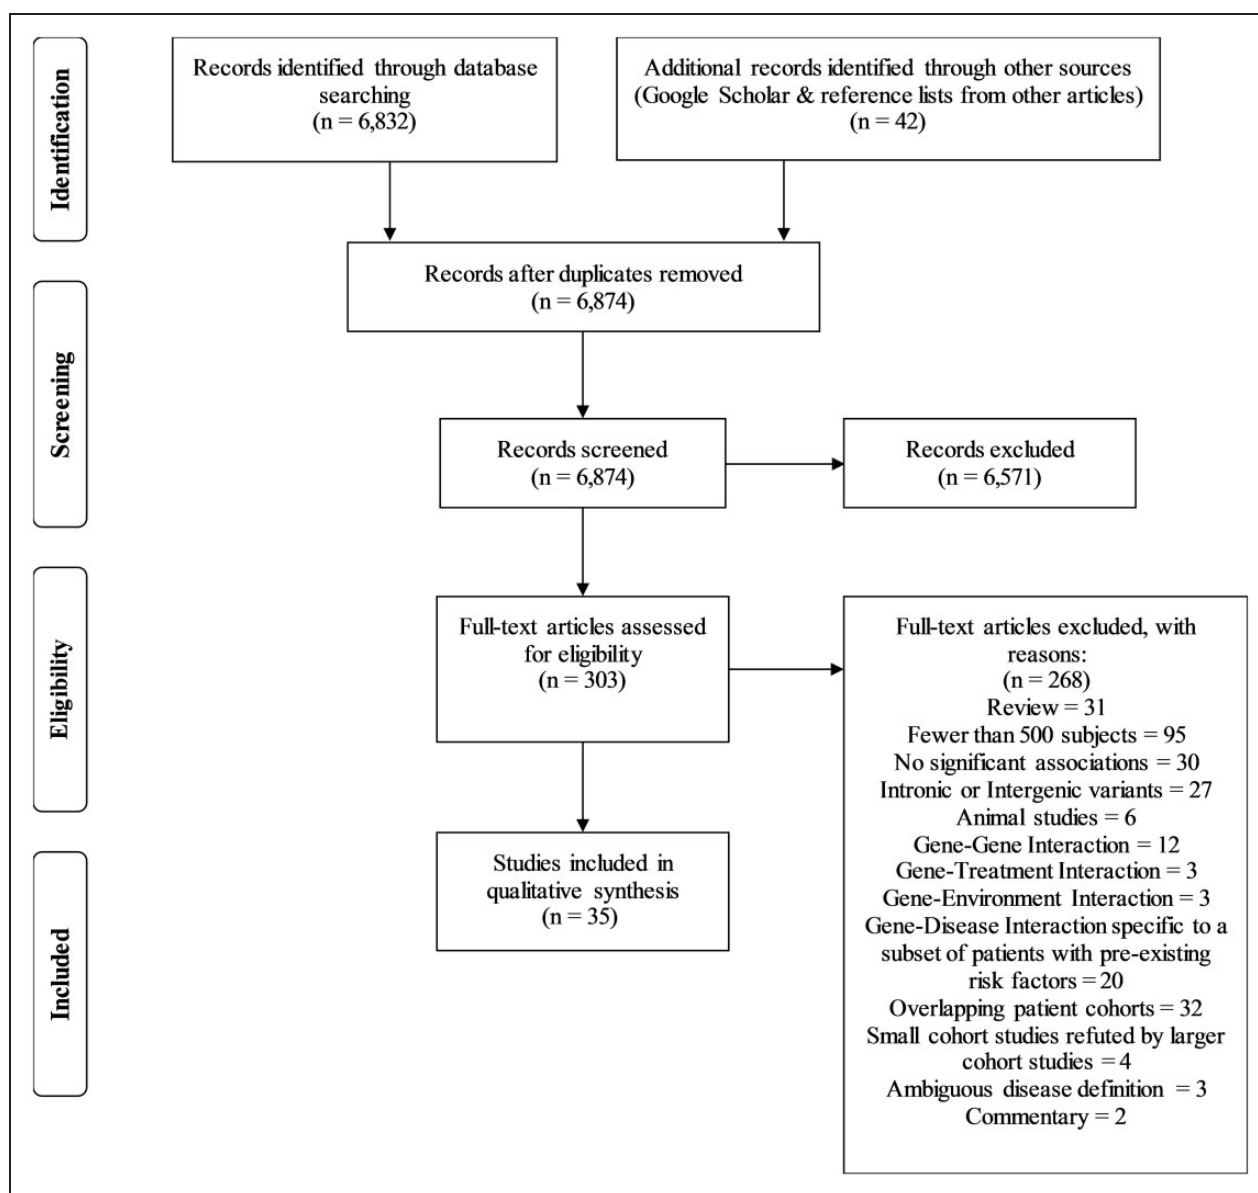 Identification
Records identified through database
searching
(n = 6,832)
Additional records identified through other sources
(Google Scholar & reference lists from other articles)
(n = 42)
Records after duplicates removed
(n = 6,874)
Screening
Records screened
(n = 6,874)
Records excluded
(n = 6,571)
Eligibility
Full-text articles assessed
for eligibility
(n = 303)
Full-text articles excluded, with
reasons:
(n = 268)
Review = 31
Fewer than 500 subjects = 95
No significant associations = 30
Intronic or Intergenic variants = 27
Animal studies = 6
Gene-Gene Interaction = 12
Gene-Treatment Interaction = 3
Gene-Environment Interaction = 3
Gene-Disease Interaction specific to a
subset of patients with pre-existing
risk factors = 20
Overlapping patient cohorts = 32
Small cohort studies refuted by larger
cohort studies = 4
Ambiguous disease definition = 3
Commentary = 2
Included
Studies included in
qualitative synthesis
(n = 35)